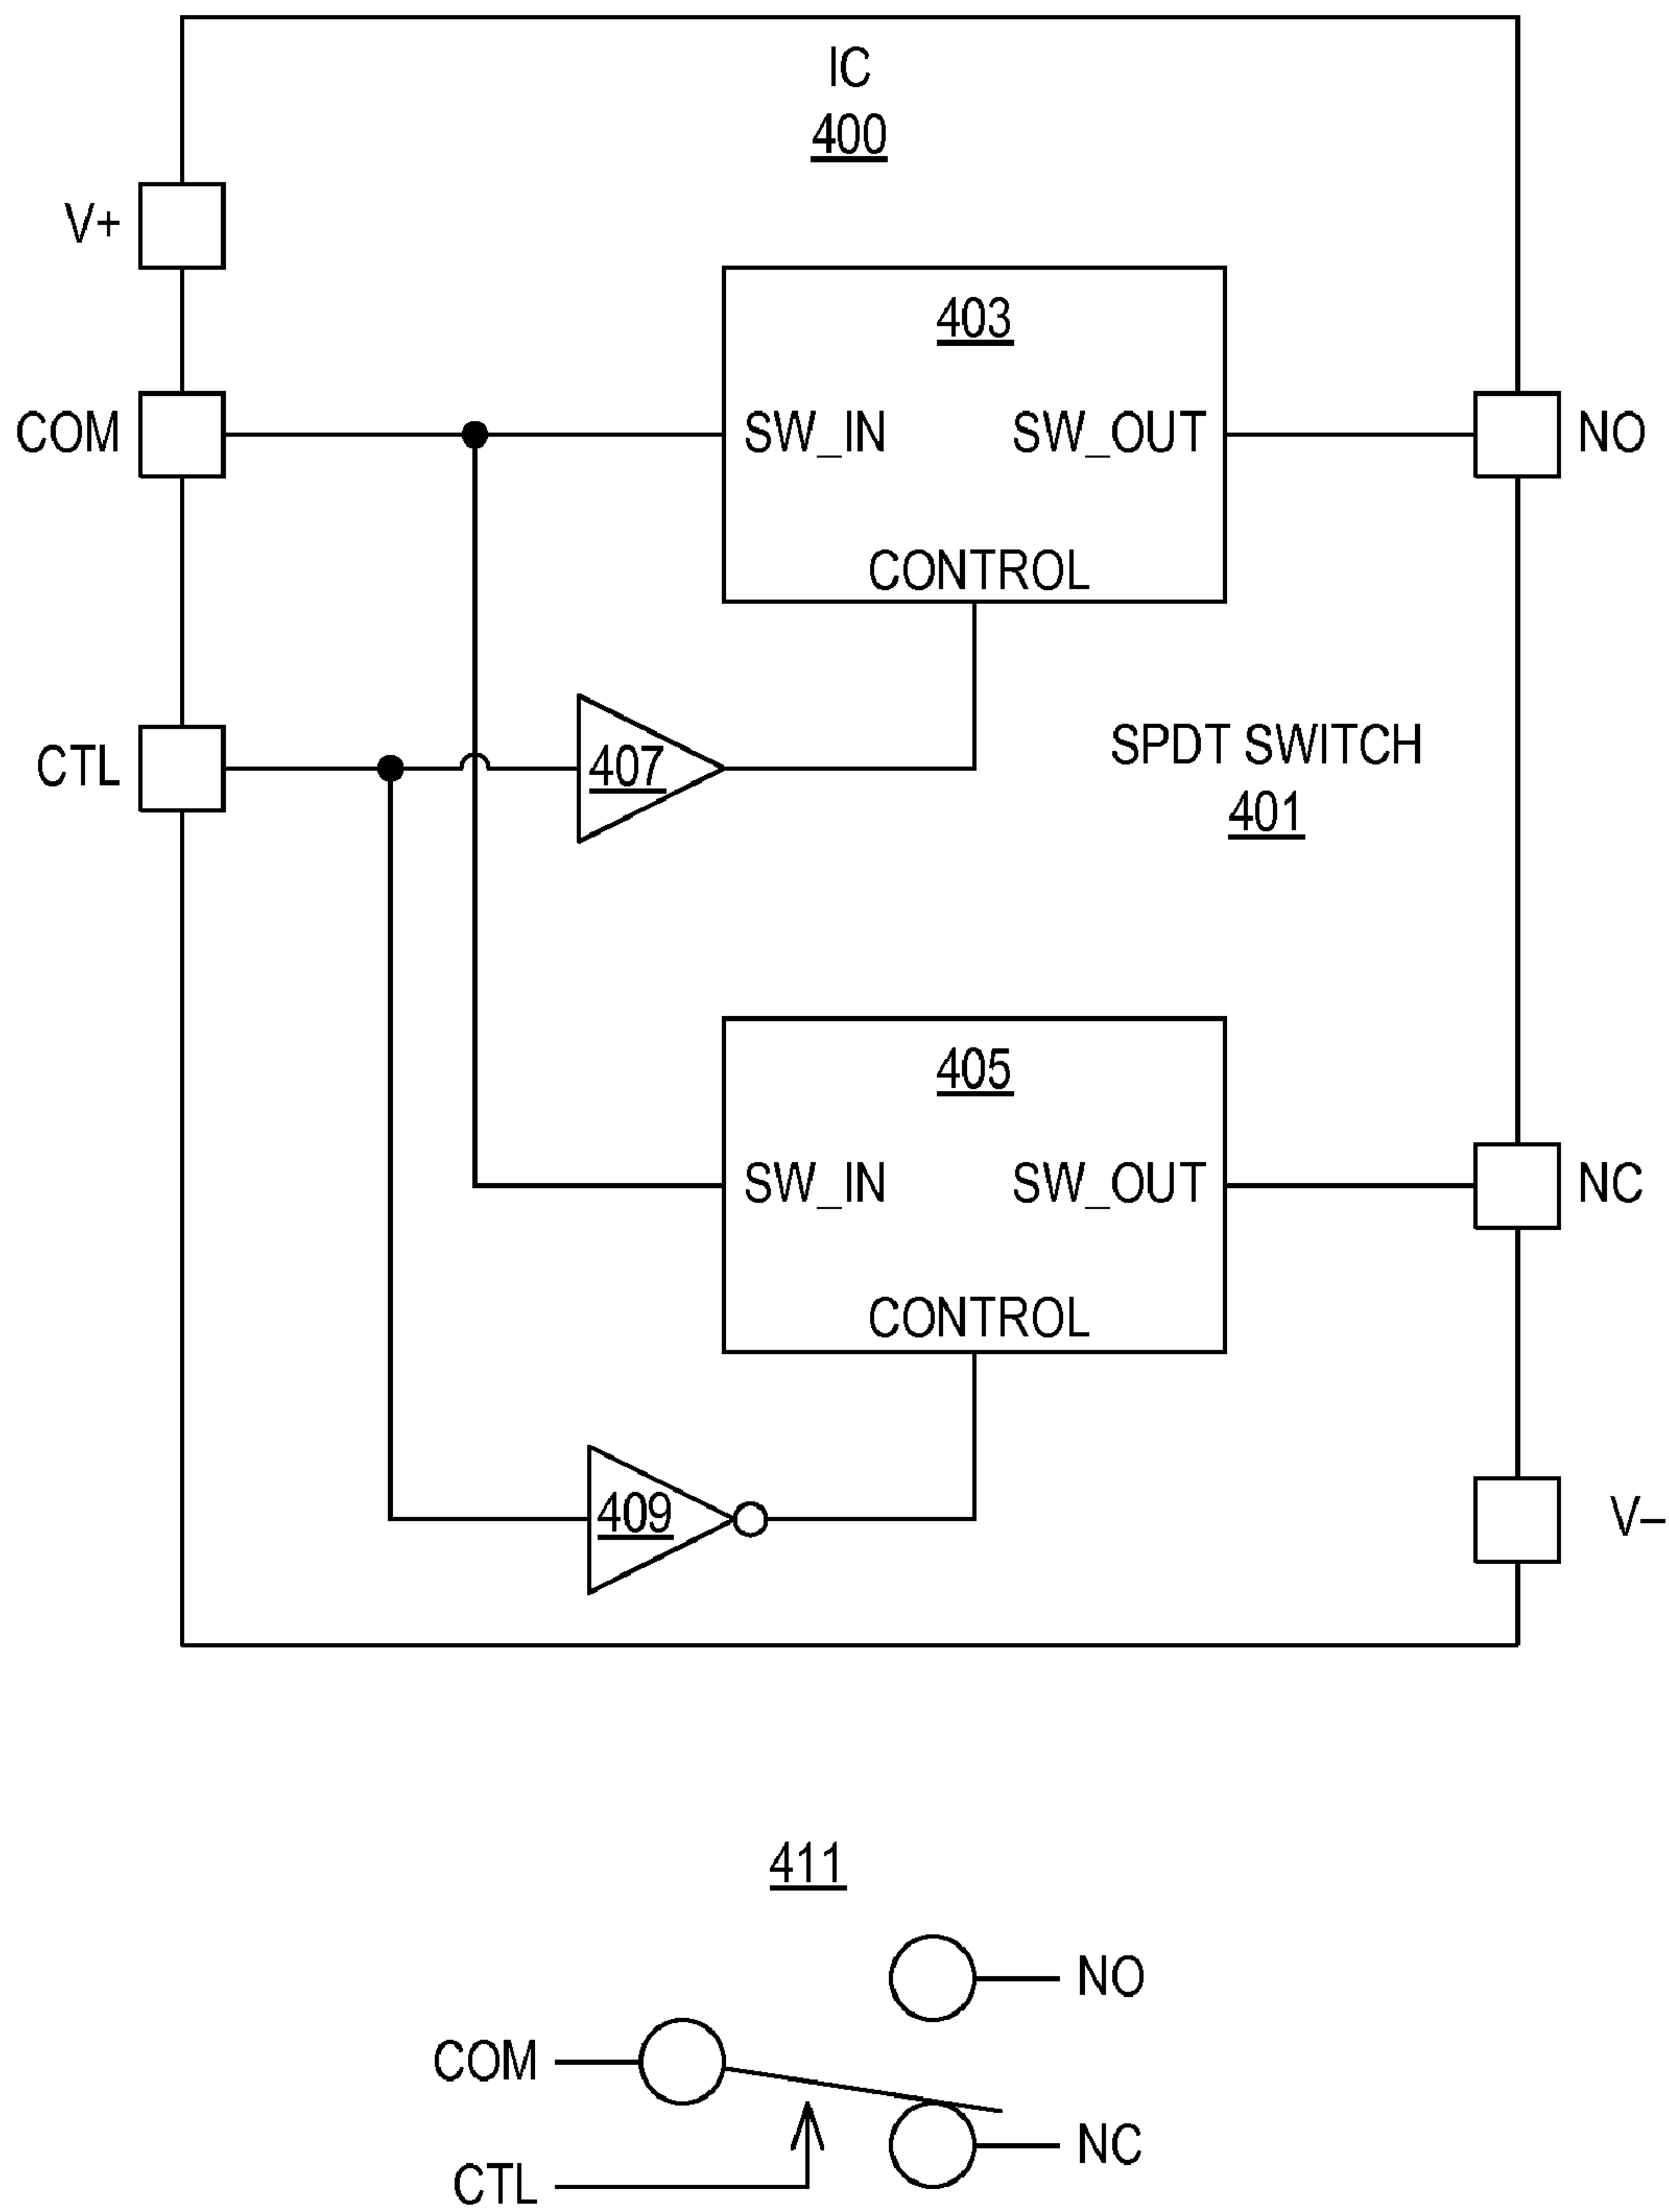 IC
400
V+
403
COM
SW_IN
SW_OUT
NO
CONTROL
CTL
407
SPDT SWITCH
401
405
SW_IN
SW_OUT
NC
CONTROL
409
V–
411
NO
COM
NC
CTL